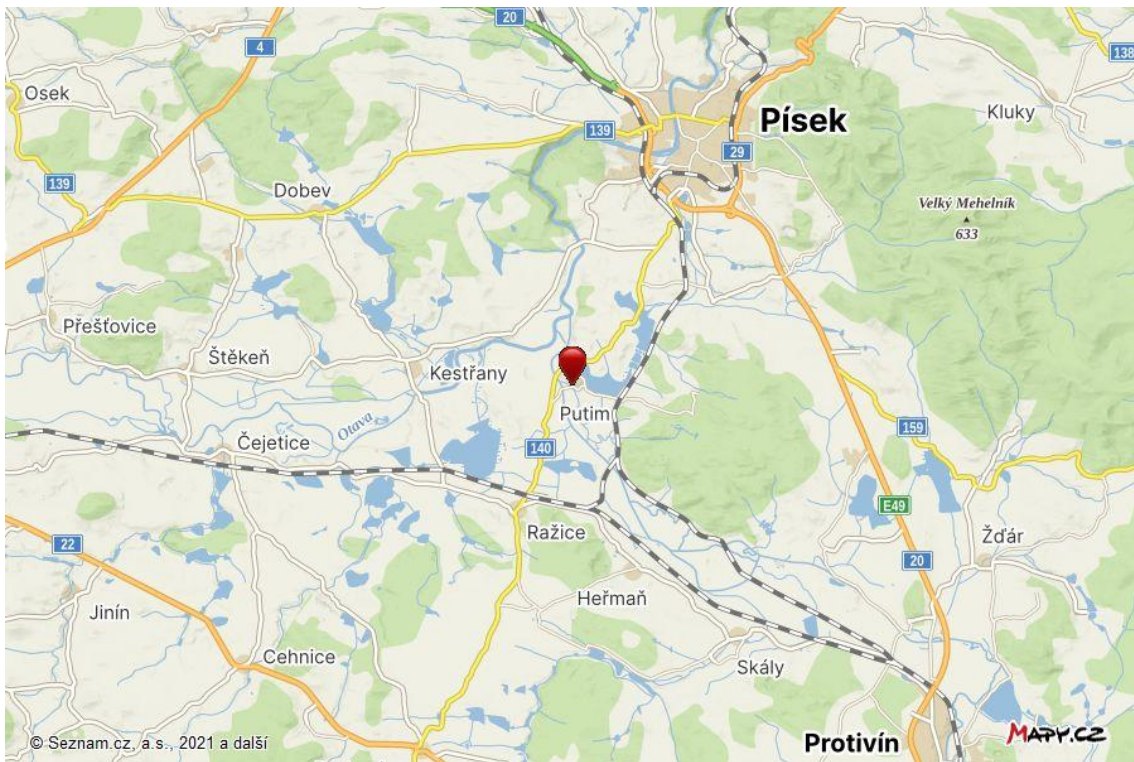 20
4
138
Osek
Písek
Kluky
139
29
139
Dobev
Velký Mehelník
633
Přešťovice
Štěkeň
Kestřany
Otava
Putim
159
Čejetice
140
E49
Ražice
22
Žďár
20
Heřmaň
Jinín
Cehnice
Skály
© Seznam.cz, a.s., 2021 a další
Protivín
MAPY.CZ